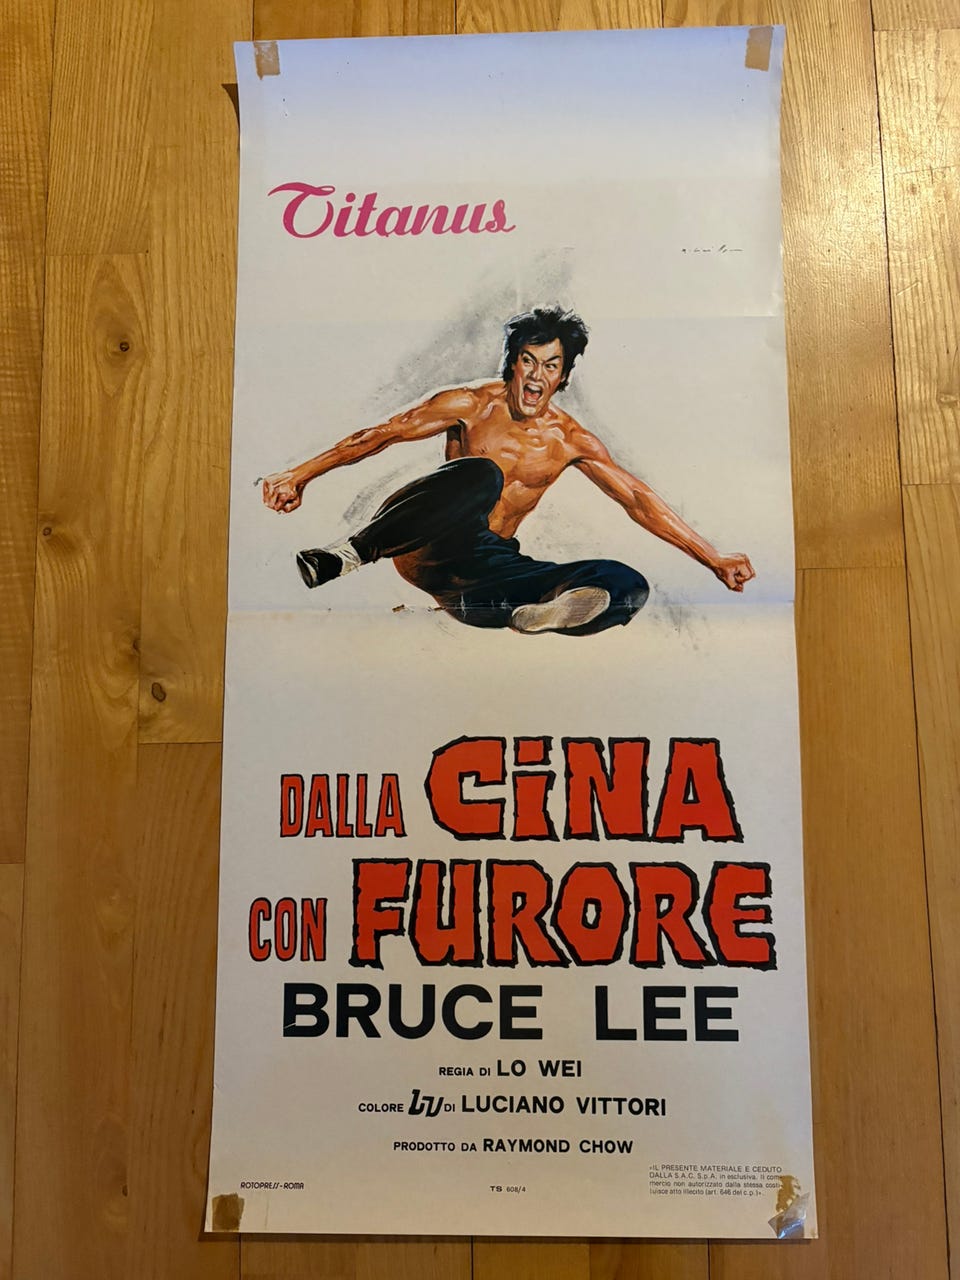 Titanus
DALLA CiNA
CON FURORE
BRUCE LEE
REGIA DI LO WEI
COLORE LV DI LUCIANO VITTORI
PRODOTTO DA RAYMOND CHOW
ROTOPRESS - ROMA
TS 608/4
«IL PRESENTE MATERIALE E CEDUTO
DALLA S.A.C. S.p.A. in esclusiva. Il com-
mercio non autorizzato dalla stessa costi-
tuisce atto illecito (art. 646 del c.p.)».